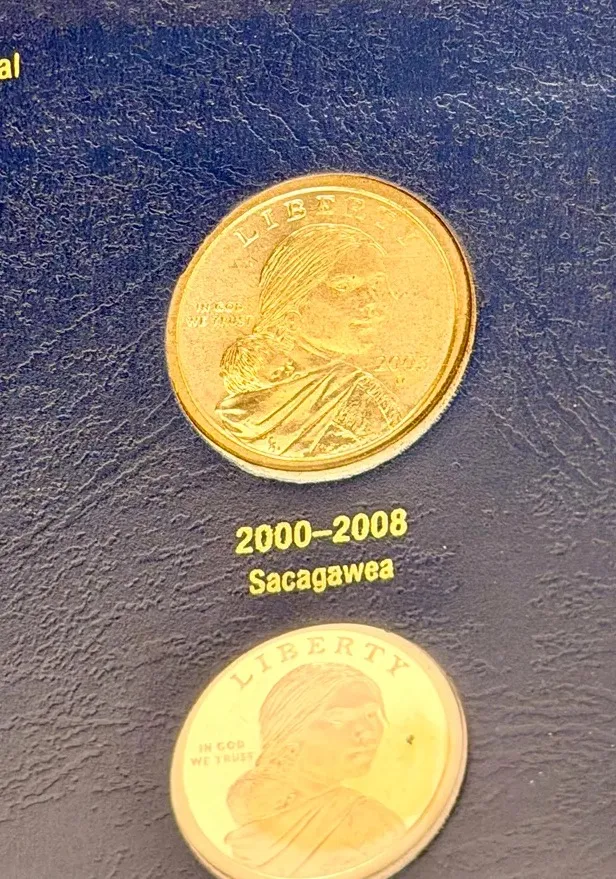 al
LIBERTY
IN GOD
WE TRUST
2000–2008
Sacagawea
LIBERTY
IN GOD
WE TRUST